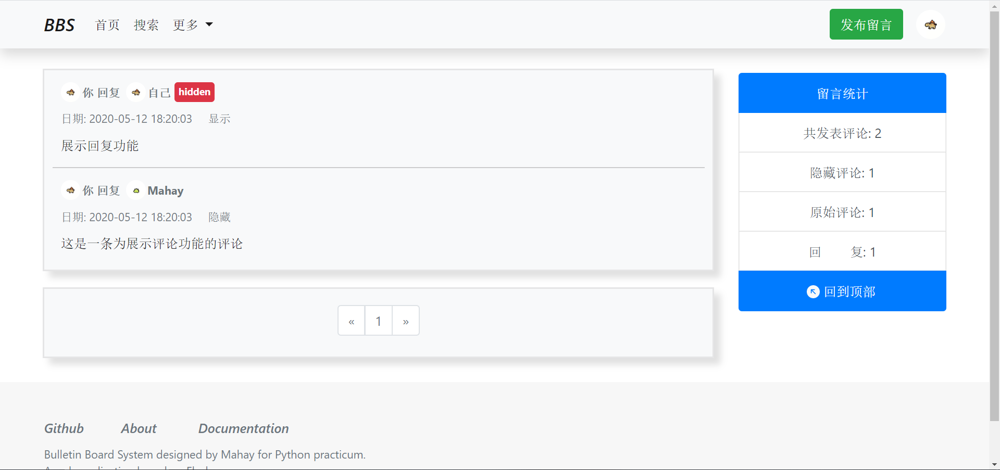 BBS 首页 搜索 更多 发布留言
你 回复 自己 hidden
日期: 2020-05-12 18:20:03 显示
展示回复功能
你 回复 Mahay
日期: 2020-05-12 18:20:03 隐藏
这是一条为展示评论功能的评论
« 1 »
留言统计
共发表评论: 2
隐藏评论: 1
原始评论: 1
回 复: 1
回到顶部
Github About Documentation
Bulletin Board System designed by Mahay for Python practicum.